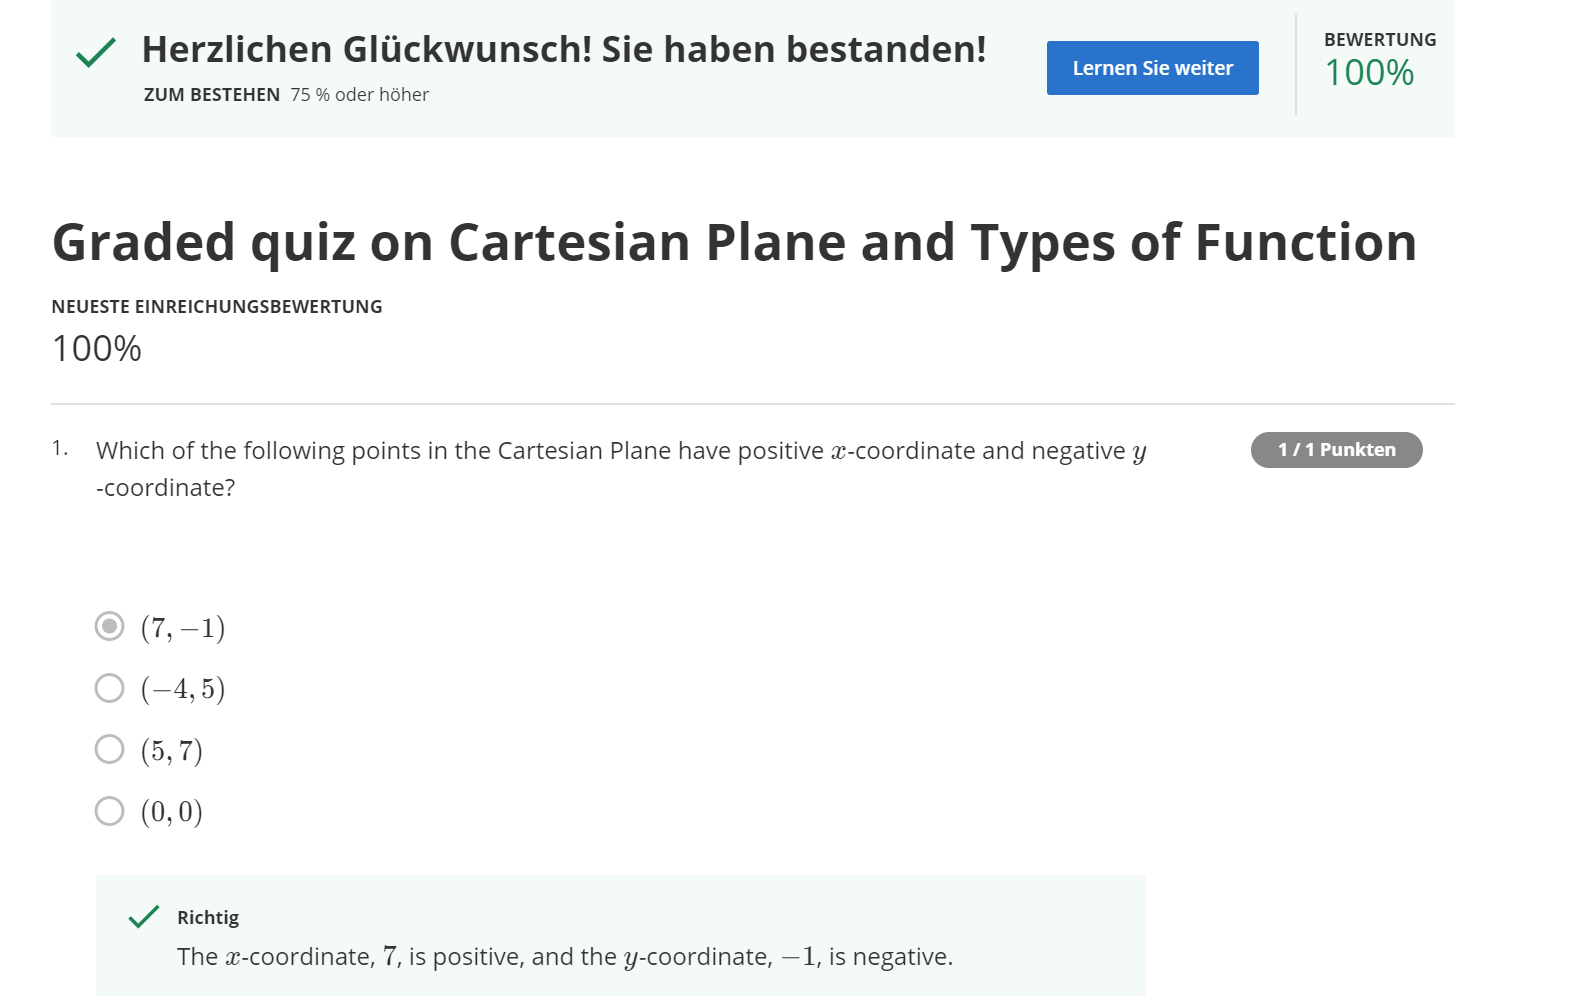 Herzlichen Glückwunsch! Sie haben bestanden!
ZUM BESTEHEN 75 % oder höher
Lernen Sie weiter
BEWERTUNG
100%
Graded quiz on Cartesian Plane and Types of Function
NEUESTE EINREICHUNGSBEWERTUNG
100%
1. Which of the following points in the Cartesian Plane have positive x-coordinate and negative y
-coordinate?
1 / 1 Punkten
(7, −1)
(−4, 5)
(5, 7)
(0, 0)
Richtig
The x-coordinate, 7, is positive, and the y-coordinate, −1, is negative.